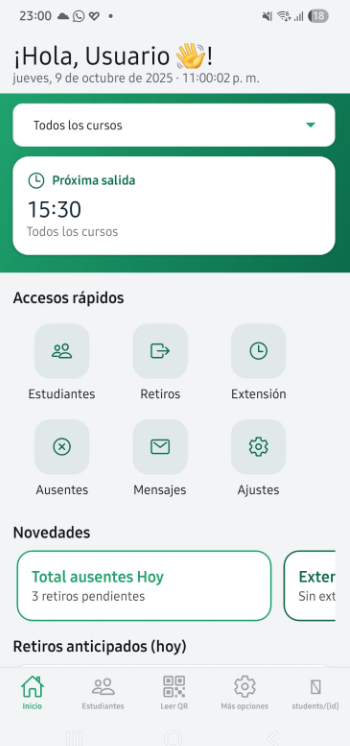 23:00
18
¡Hola, Usuario 👋!
jueves, 9 de octubre de 2025 · 11:00:02 p. m.
Todos los cursos
Próxima salida
15:30
Todos los cursos
Accesos rápidos
Estudiantes Retiros Extensión
Ausentes Mensajes Ajustes
Novedades
Total ausentes Hoy
3 retiros pendientes
Exter
Sin ext
Retiros anticipados (hoy)
Inicio Estudiantes Leer QR Más opciones students/[id]